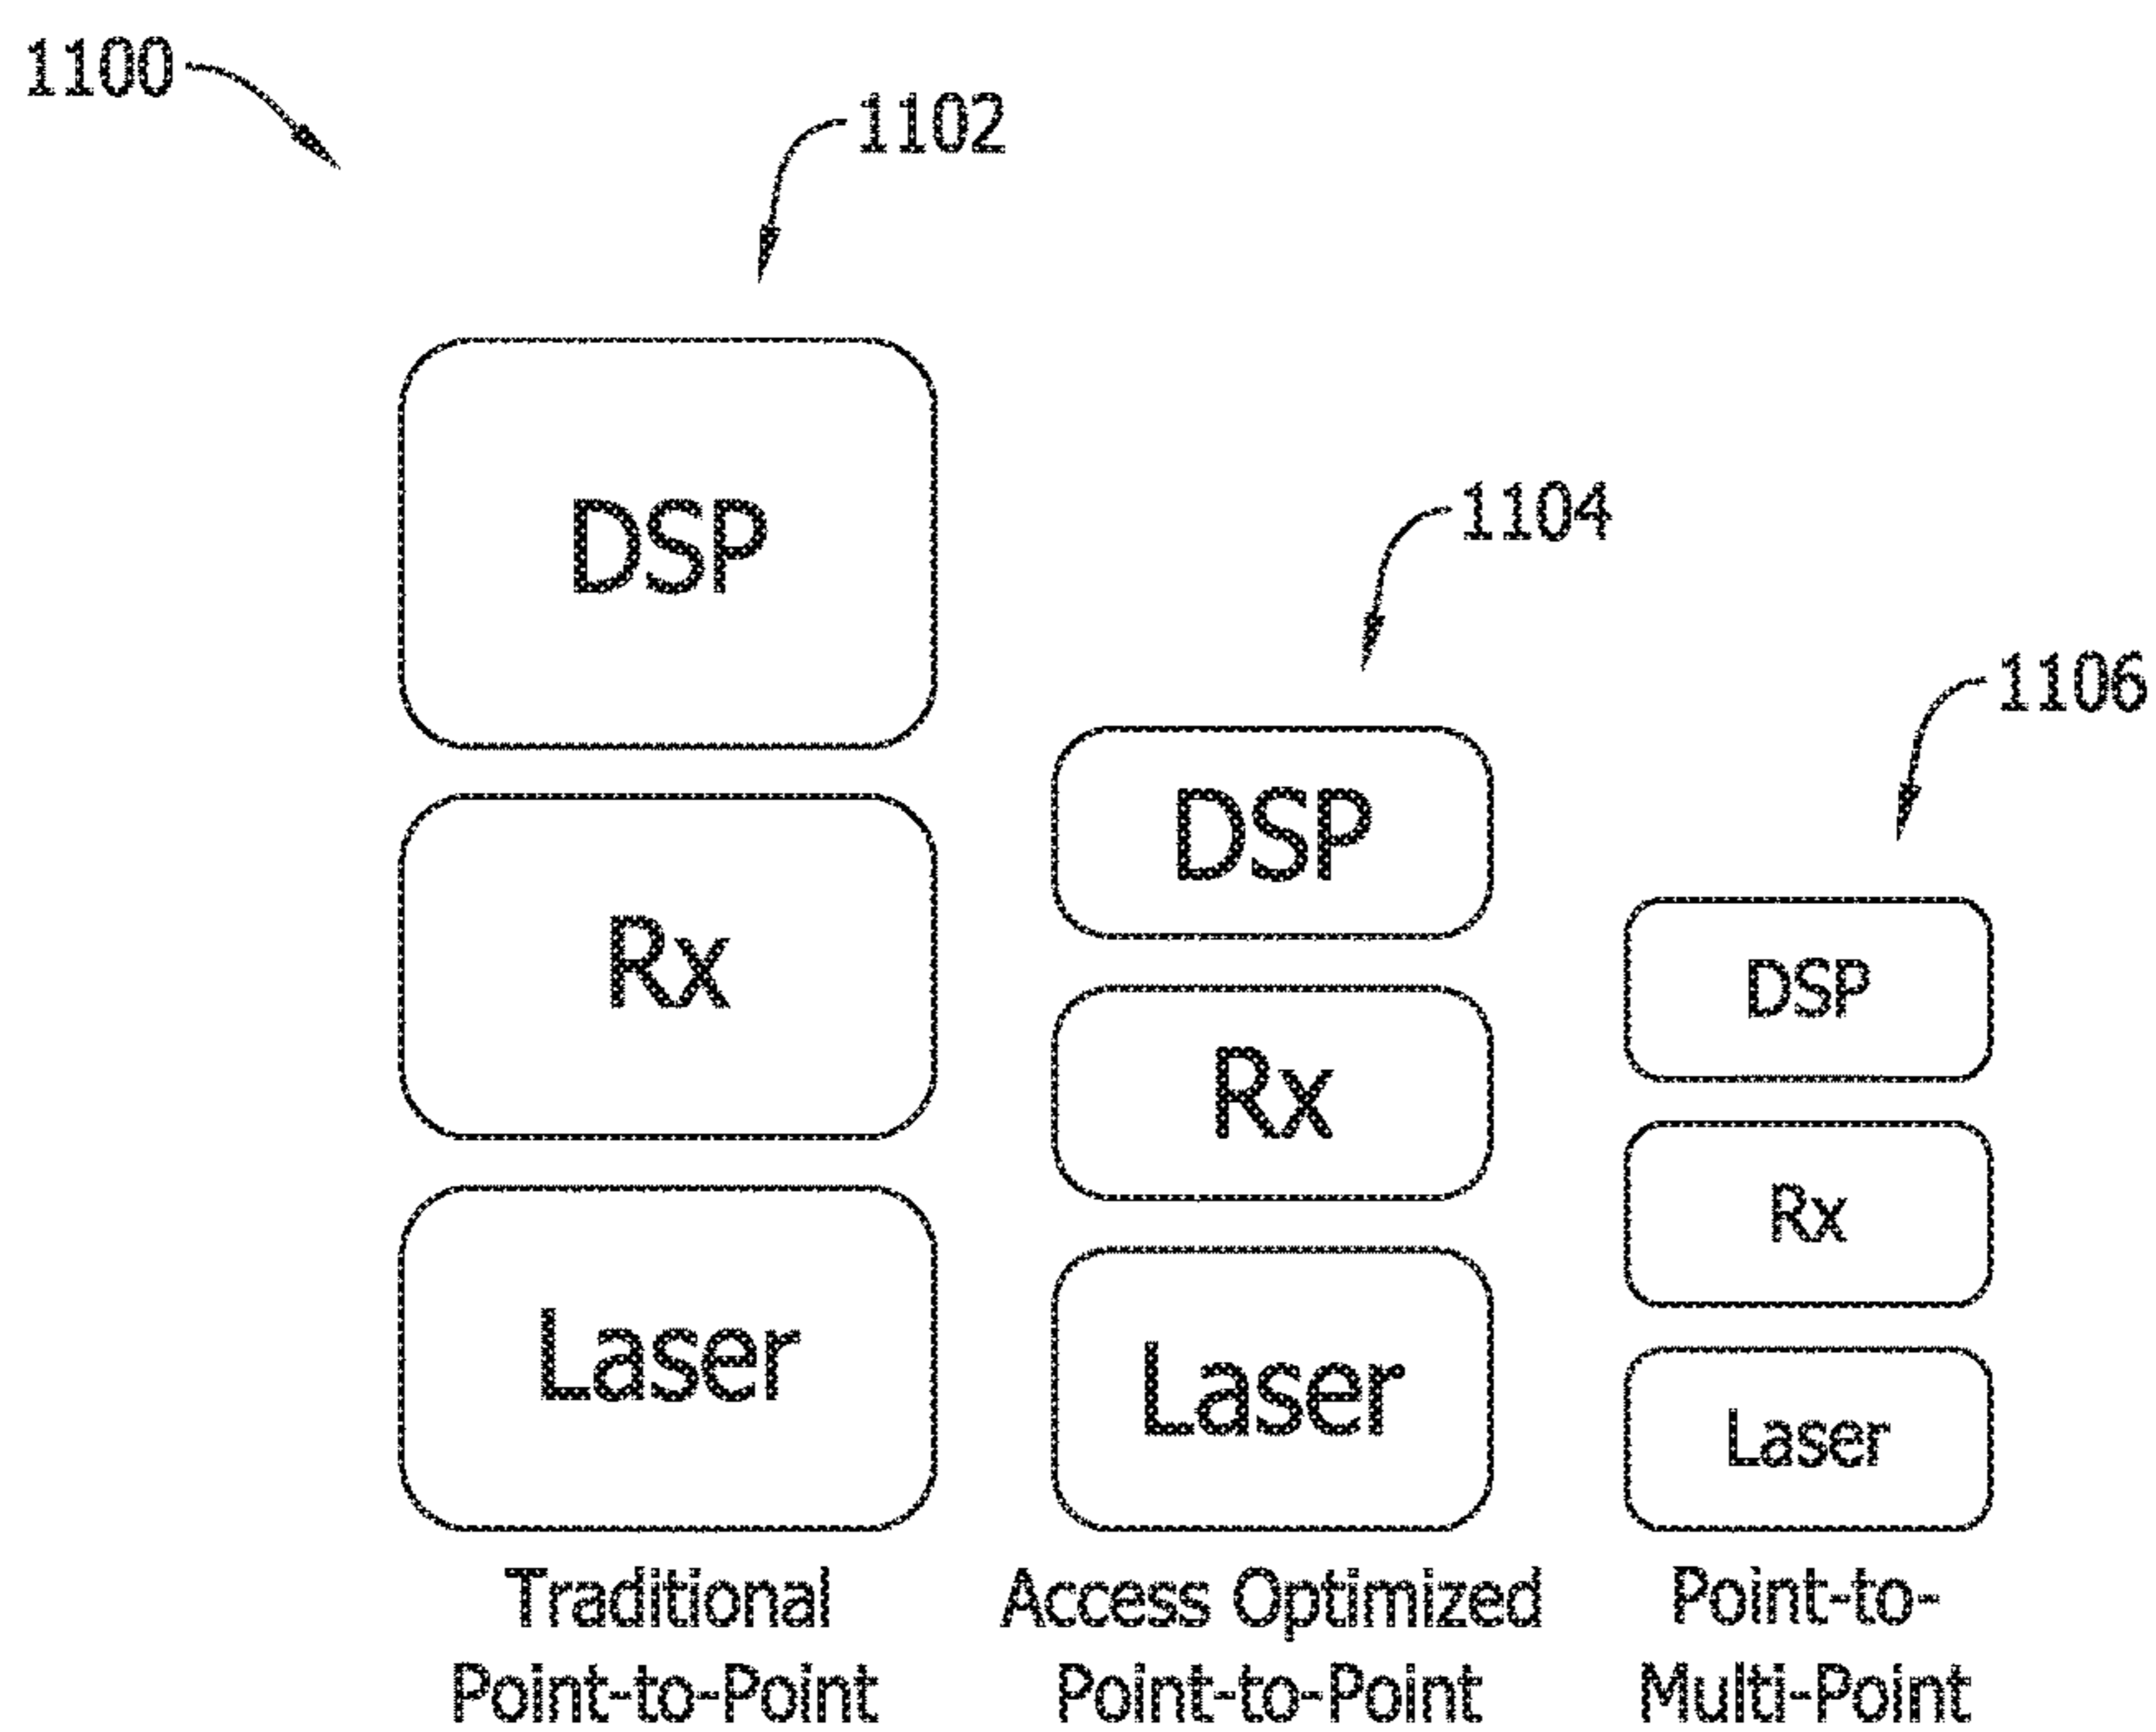 1100
1102
DSP
Rx
Laser
Traditional
Point-to-Point
1104
DSP
Rx
Laser
Access Optimized
Point-to-Point
1106
DSP
Rx
Laser
Point-to-
Multi-Point